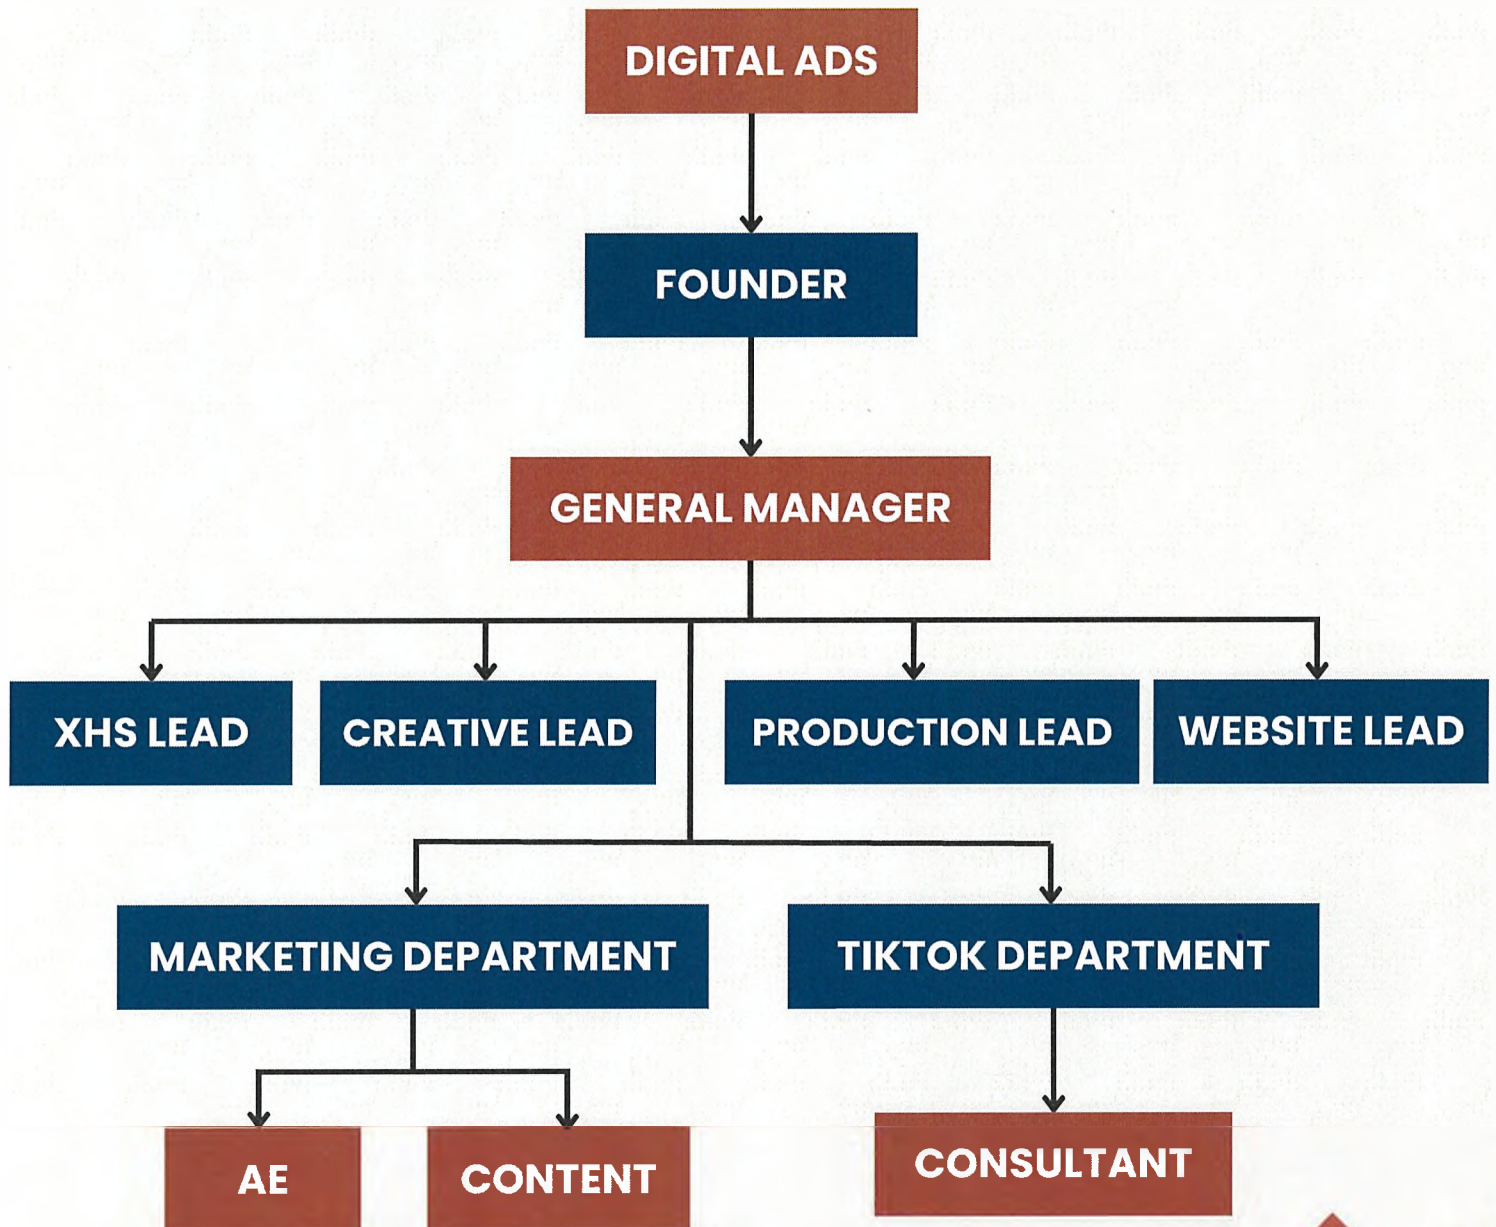 DIGITAL ADS
FOUNDER
GENERAL MANAGER
XHS LEAD
CREATIVE LEAD
PRODUCTION LEAD
WEBSITE LEAD
MARKETING DEPARTMENT
TIKTOK DEPARTMENT
AE
CONTENT
CONSULTANT